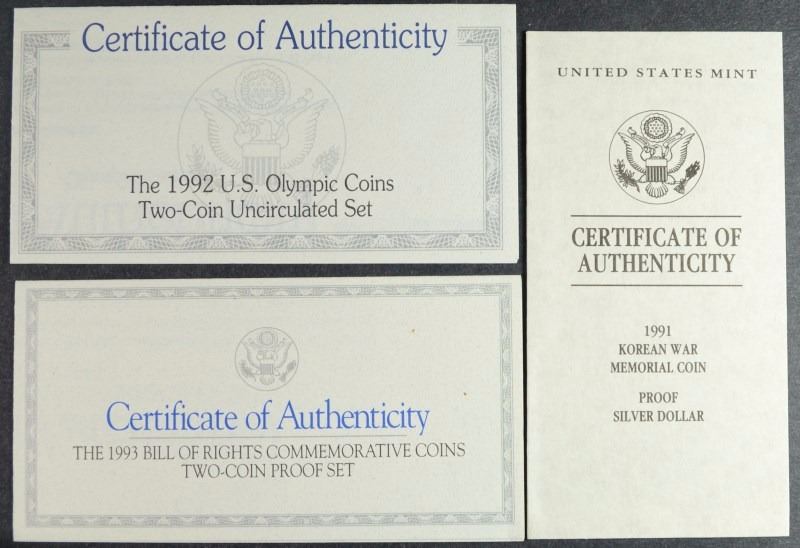 Certificate of Authenticity
The 1992 U.S. Olympic Coins
Two-Coin Uncirculated Set
Certificate of Authenticity
THE 1993 BILL OF RIGHTS COMMEMORATIVE COINS
TWO-COIN PROOF SET
UNITED STATES MINT
CERTIFICATE OF
AUTHENTICITY
1991
KOREAN WAR
MEMORIAL COIN
PROOF
SILVER DOLLAR